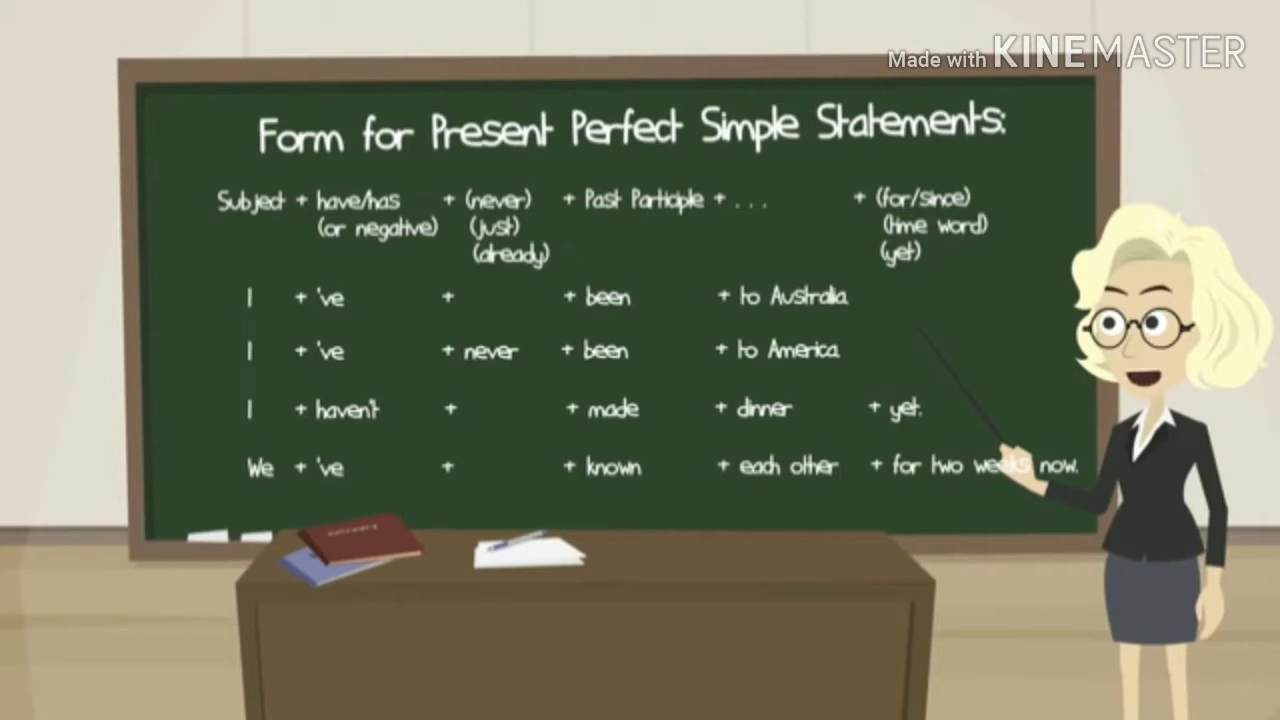 Made with KINEMASTER
Form for Present Perfect Simple Statements:
Subject + have/has + (never) + Past Participle + . . . + (for/since)
(or negative) (just) (time word)
(already) (yet)
I + 've + + been + to Australia
I + 've + never + been + to America
I + haven't + + made + dinner + yet.
We + 've + + known + each other + for two weeks now.